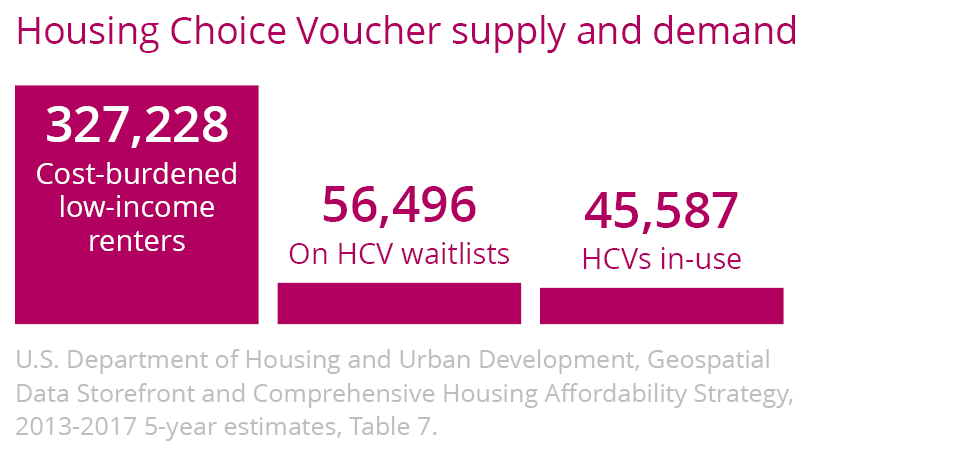 Housing Choice Voucher supply and demand
327,228
Cost-burdened
low-income
renters
56,496
On HCV waitlists
45,587
HCVs in-use
U.S. Department of Housing and Urban Development, Geospatial
Data Storefront and Comprehensive Housing Affordability Strategy,
2013-2017 5-year estimates, Table 7.